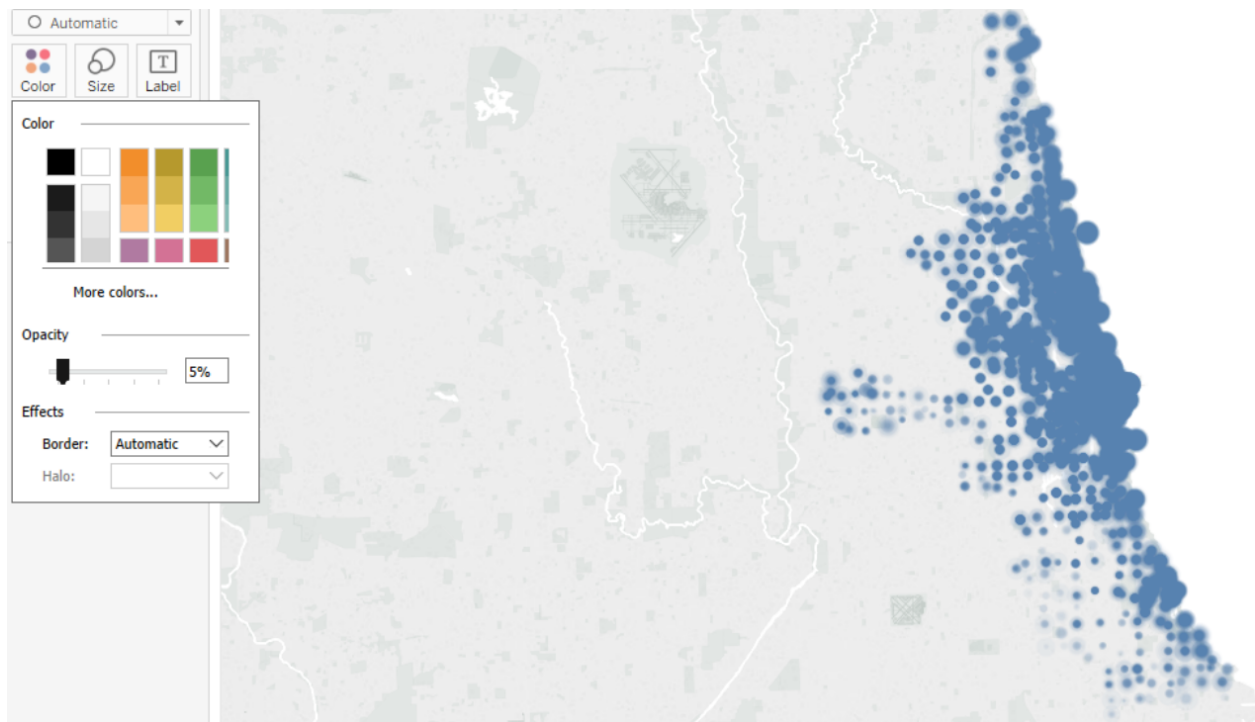 Automatic
Color
Size
T
Label
Color
More colors...
Opacity
5%
Effects
Border:
Automatic
Halo: